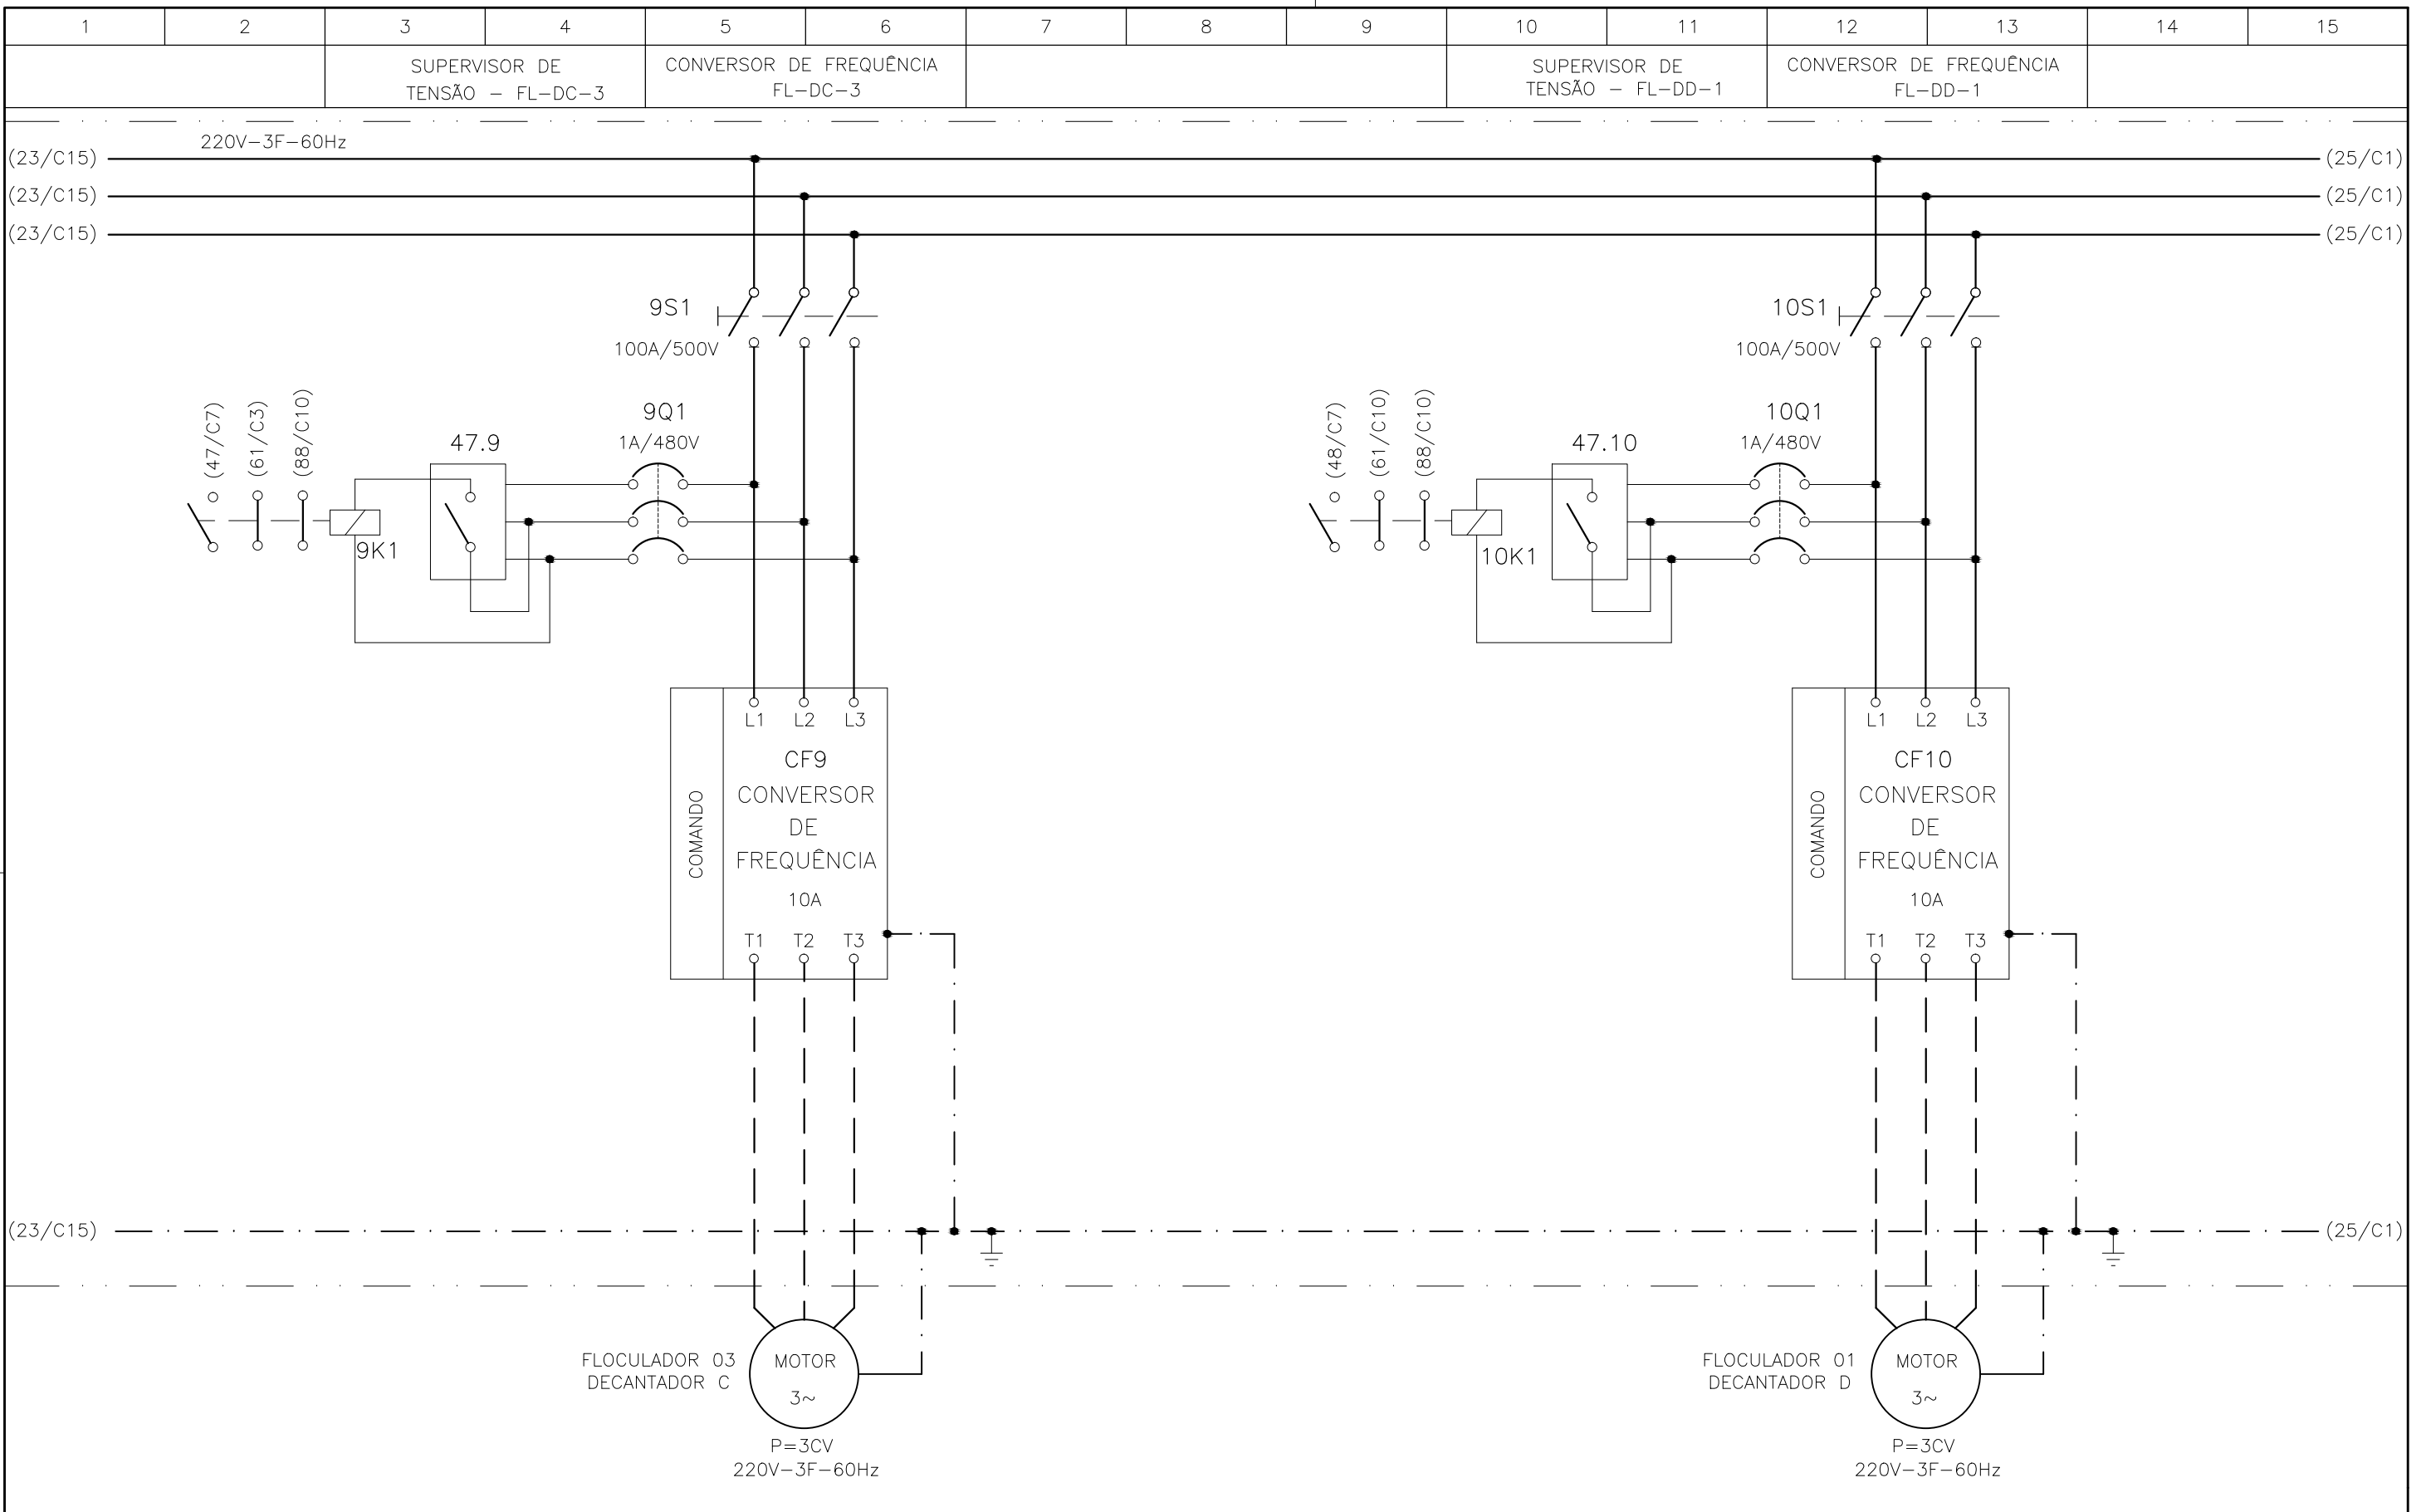 1 2 3 4 5 6 7 8 9 10 11 12 13 14 15
SUPERVISOR DE
TENSÃO - FL-DC-3
CONVERSOR DE FREQUÊNCIA
FL-DC-3
SUPERVISOR DE
TENSÃO - FL-DD-1
CONVERSOR DE FREQUÊNCIA
FL-DD-1
220V-3F-60Hz
(23/C15)
(25/C1)
(23/C15)
(25/C1)
(23/C15)
(25/C1)
9S1
100A/500V
10S1
100A/500V
(47/C7)
(61/C3)
(88/C10)
9K1
47.9
9Q1
1A/480V
(48/C7)
(61/C10)
(88/C10)
10K1
47.10
10Q1
1A/480V
COMANDO
L1 L2 L3
CF9
CONVERSOR
DE
FREQUÊNCIA
10A
T1 T2 T3
COMANDO
L1 L2 L3
CF10
CONVERSOR
DE
FREQUÊNCIA
10A
T1 T2 T3
(23/C15)
(25/C1)
FLOCULADOR 03
DECANTADOR C
MOTOR
3~
P=3CV
220V-3F-60Hz
FLOCULADOR 01
DECANTADOR D
MOTOR
3~
P=3CV
220V-3F-60Hz